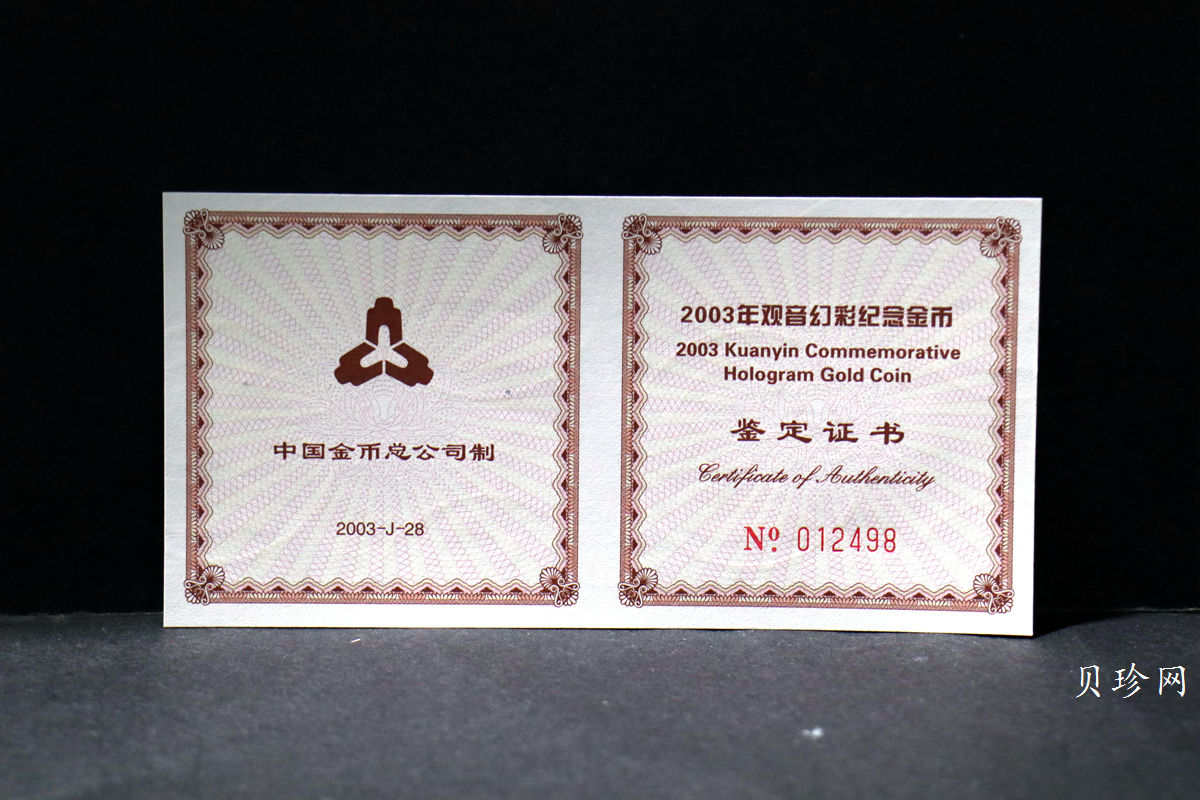 中国金币总公司制
2003-J-28
2003年观音幻彩纪念金币
2003 Kuanyin Commemorative
Hologram Gold Coin
鉴定证书
Certificate of Authenticity
Nº. 012498
贝珍网